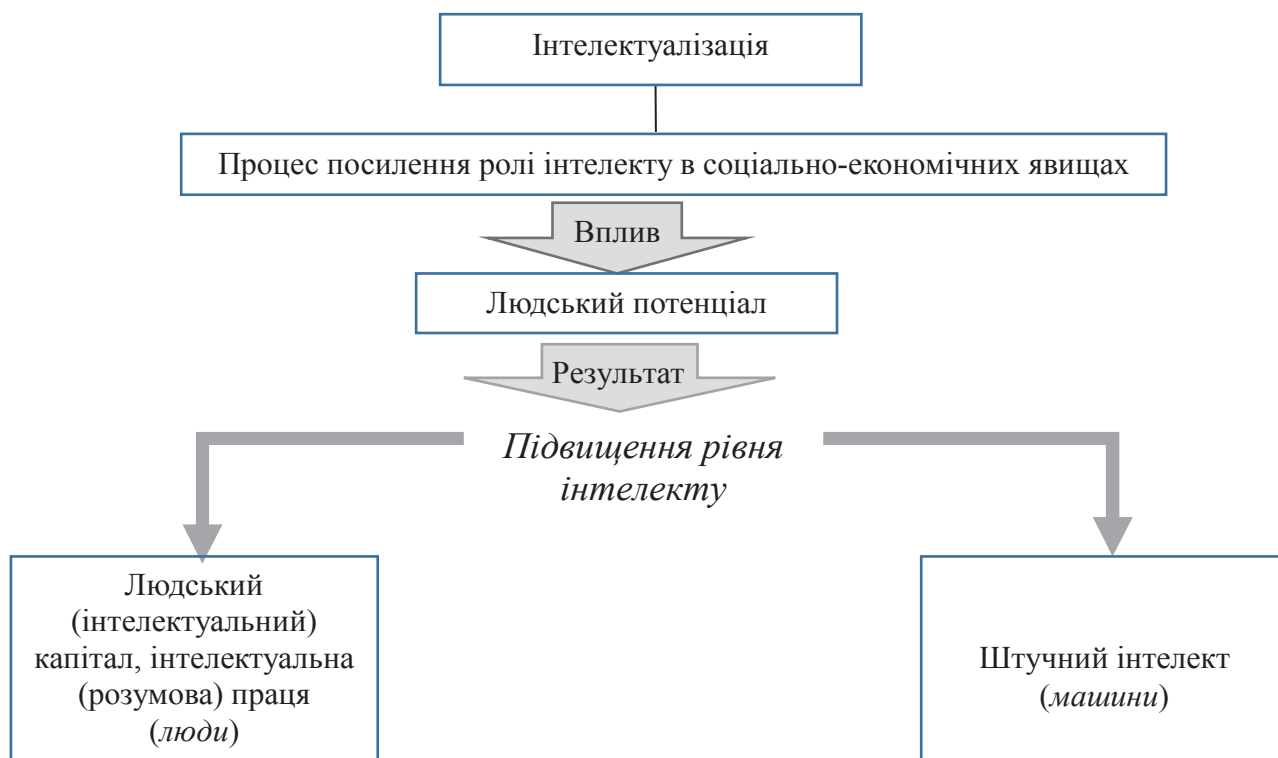 Інтелектуалізація
Процес посилення ролі інтелекту в соціально-економічних явищах
Вплив
Людський потенціал
Результат
Підвищення рівня
інтелекту
Людський
(інтелектуальний)
капітал, інтелектуальна
(розумова) праця
(люди)
Штучний інтелект
(машини)